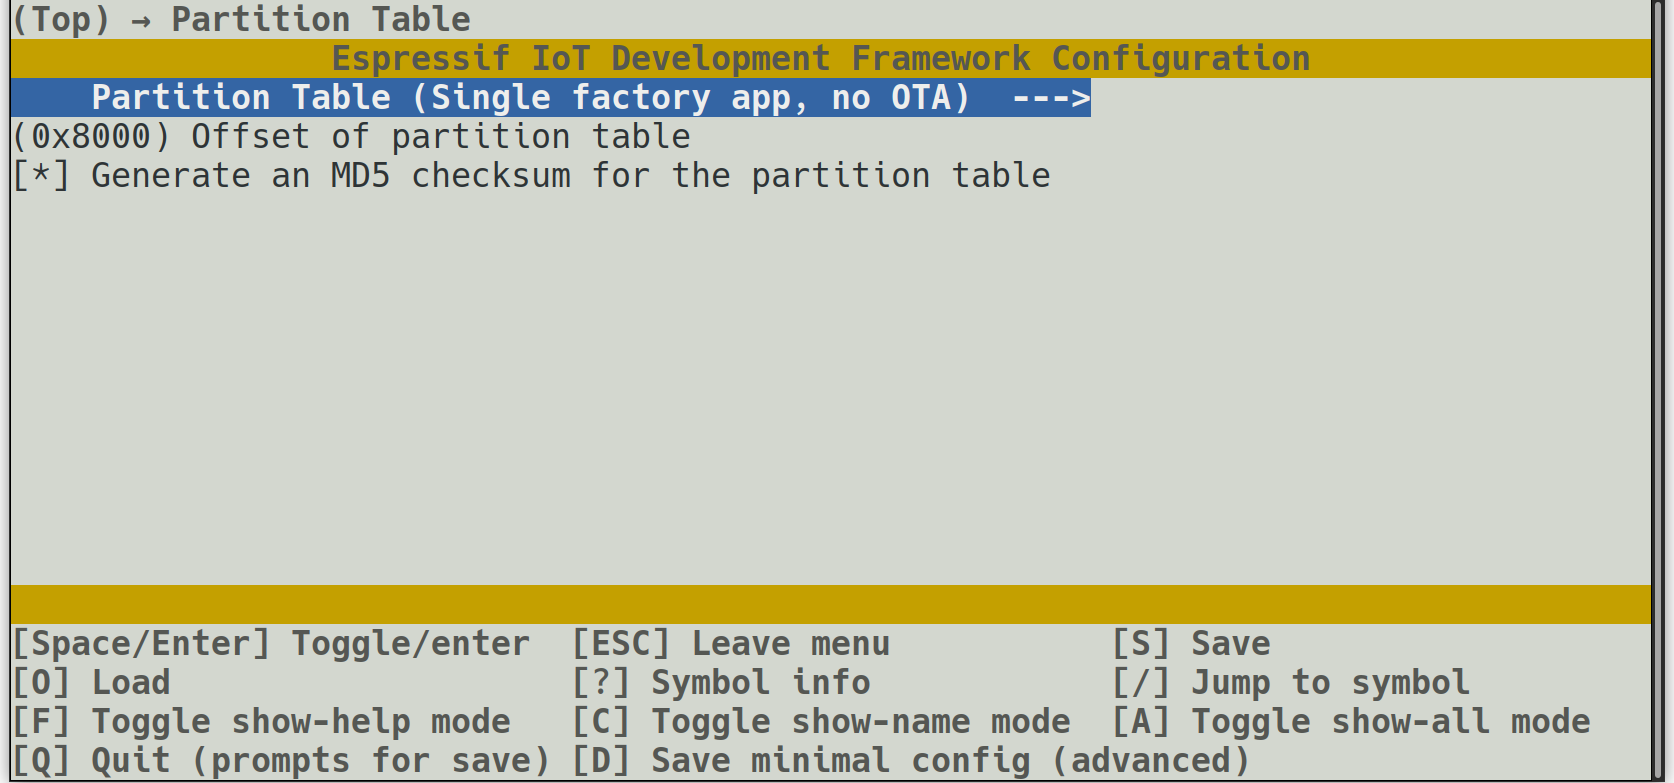 (Top) → Partition Table
Espressif IoT Development Framework Configuration
Partition Table (Single factory app, no OTA)  --->
(0x8000) Offset of partition table
[*] Generate an MD5 checksum for the partition table
[Space/Enter] Toggle/enter  [ESC] Leave menu           [S] Save
[O] Load                    [?] Symbol info            [/] Jump to symbol
[F] Toggle show-help mode   [C] Toggle show-name mode  [A] Toggle show-all mode
[Q] Quit (prompts for save) [D] Save minimal config (advanced)